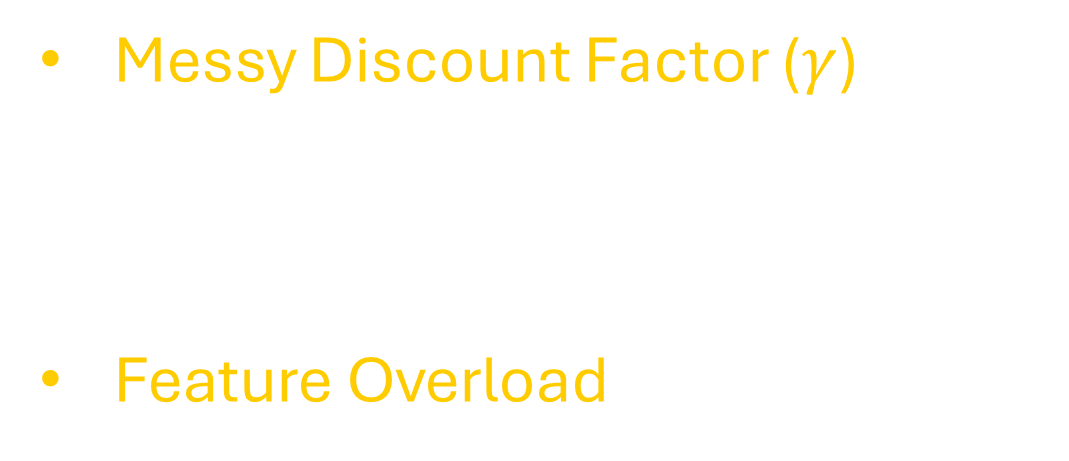 • Messy Discount Factor (γ)
• Feature Overload